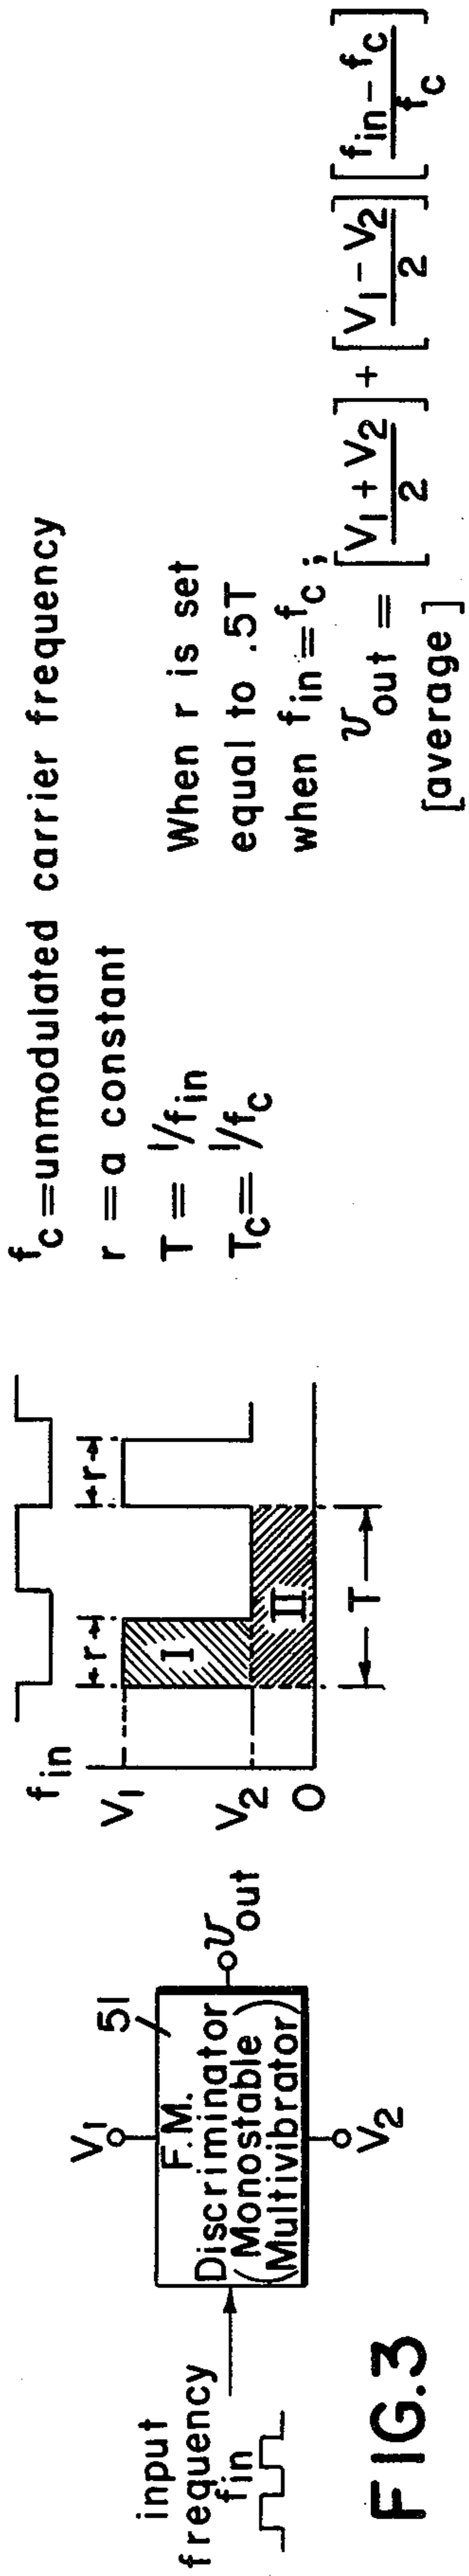 input
frequency
fin
V1
51
F.M.
Discriminator
(Monostable
Multivibrator)
vout
V2
fin
V1
V2
0
r
r
I
II
T
fc = unmodulated carrier frequency
r = a constant
T = 1/fin
Tc = 1/fc
When r is set
equal to .5T
when fin = fc ;
vout = [V1 + V2 / 2] + [V1 - V2 / 2] [fin - fc / fc]
[average]
FIG.3